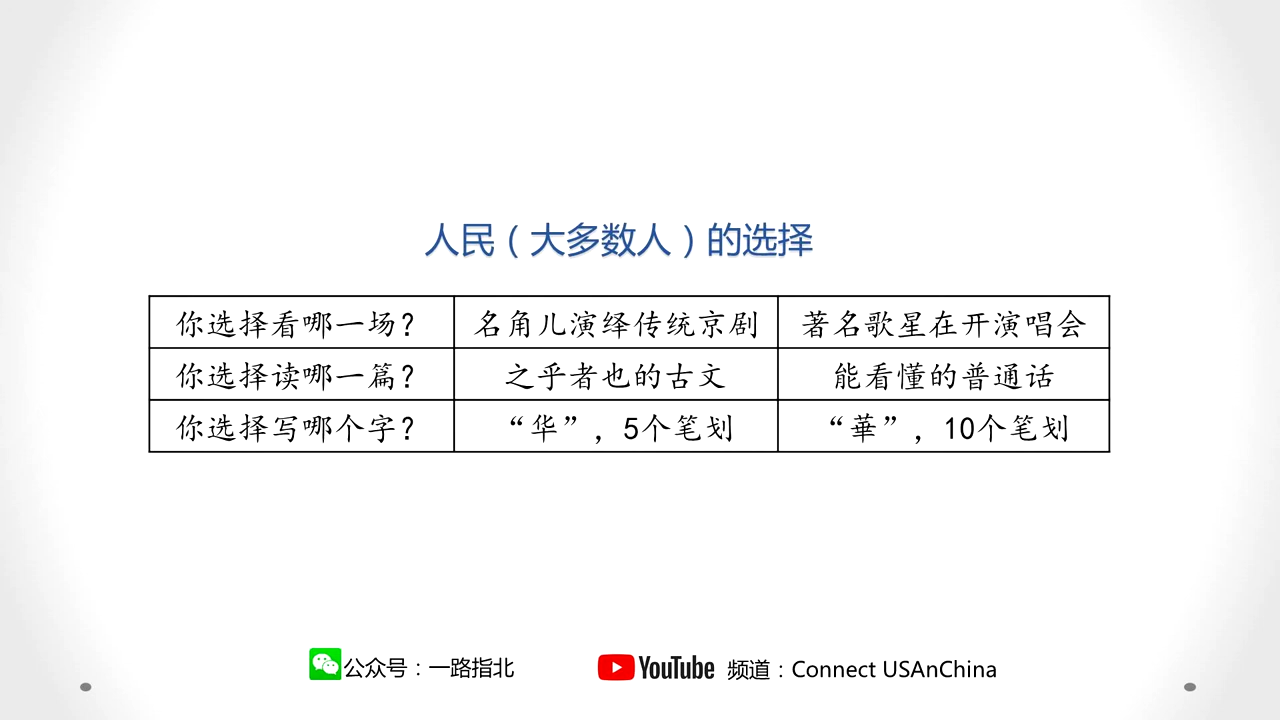 人民（大多数人）的选择
你选择看哪一场？ 名角儿演绎传统京剧 著名歌星在开演唱会
你选择读哪一篇？ 之乎者也的古文 能看懂的普通话
你选择写哪个字？ “华”，5个笔划 “華”，10个笔划
公众号：一路指北 YouTube 频道：Connect USAnChina